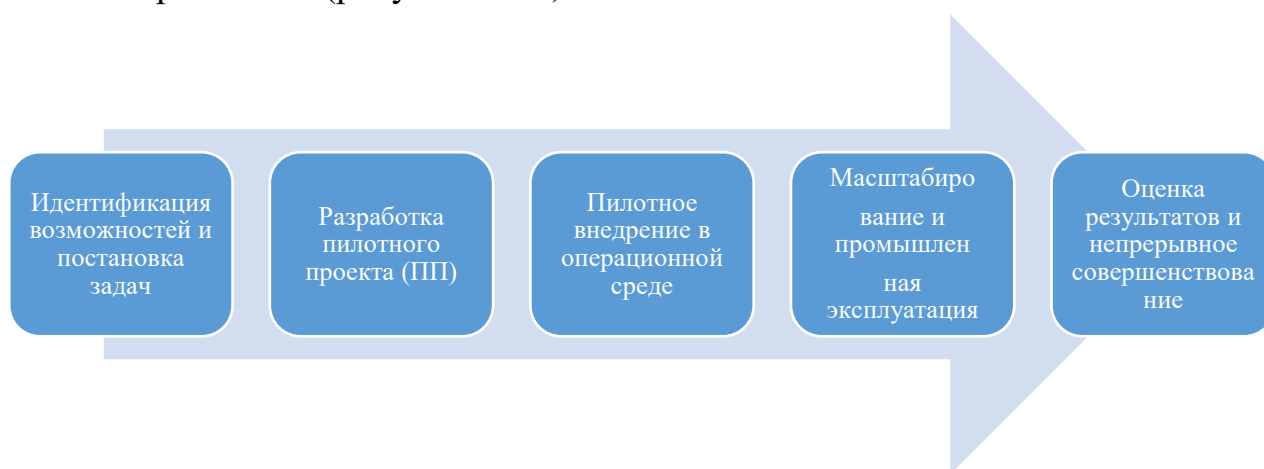 Идентификация
возможностей и
постановка
задач
Разработка
пилотного
проекта (ПП)
Пилотное
внедрение в
операционной
среде
Масштабиро
вание и
промышлен
ная
эксплуатация
Оценка
результатов и
непрерывное
совершенствова
ние